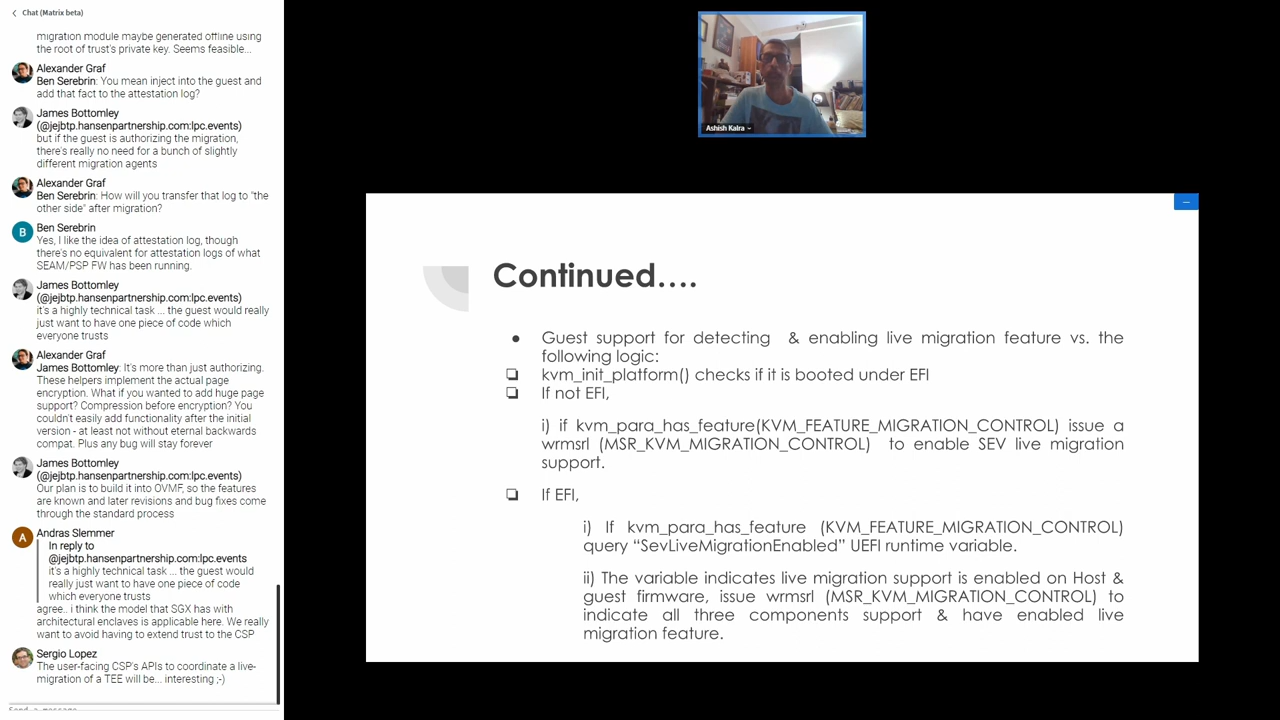 Chat (Matrix beta)
migration module maybe generated offline using
the root of trust's private key. Seems feasible...
Alexander Graf
Ben Serebrin: You mean inject into the guest and
add that fact to the attestation log?
James Bottomley
(@jejbtp.hansenpartnership.com:lpc.events)
but if the guest is authorizing the migration,
there's really no need for a bunch of slightly
different migration agents
Alexander Graf
Ben Serebrin: How will you transfer that log to "the
other side" after migration?
B
Ben Serebrin
Yes, I like the idea of attestation log, though
there's no equivalent for attestation logs of what
SEAM/PSP FW has been running.
James Bottomley
(@jejbtp.hansenpartnership.com:lpc.events)
it's a highly technical task ... the guest would really
just want to have one piece of code which
everyone trusts
Alexander Graf
James Bottomley: It's more than just authorizing.
These helpers implement the actual page
encryption. What if you wanted to add huge page
support? Compression before encryption? You
couldn't easily add functionality after the initial
version - at least not without eternal backwards
compat. Plus any bug will stay forever
James Bottomley
(@jejbtp.hansenpartnership.com:lpc.events)
Our plan is to build it into OVMF, so the features
are known and later revisions and bug fixes come
through the standard process
A
Andras Slemmer
In reply to
@jejbtp.hansenpartnership.com:lpc.events
it's a highly technical task ... the guest would
really just want to have one piece of code
which everyone trusts
agree.. i think the model that SGX has with
architectural enclaves is applicable here. We really
want to avoid having to extend trust to the CSP
Sergio Lopez
The user-facing CSP's APIs to coordinate a live-
migration of a TEE will be... interesting ;-)
Send a message
Ashish Kalra
Continued....
● Guest support for detecting & enabling live migration feature vs. the
following logic:
❏ kvm_init_platform() checks if it is booted under EFI
❏ If not EFI,
i) if kvm_para_has_feature(KVM_FEATURE_MIGRATION_CONTROL) issue a
wrmsrl (MSR_KVM_MIGRATION_CONTROL) to enable SEV live migration
support.
❏ If EFI,
i) If kvm_para_has_feature (KVM_FEATURE_MIGRATION_CONTROL)
query “SevLiveMigrationEnabled” UEFI runtime variable.
ii) The variable indicates live migration support is enabled on Host &
guest firmware, issue wrmsrl (MSR_KVM_MIGRATION_CONTROL) to
indicate all three components support & have enabled live
migration feature.